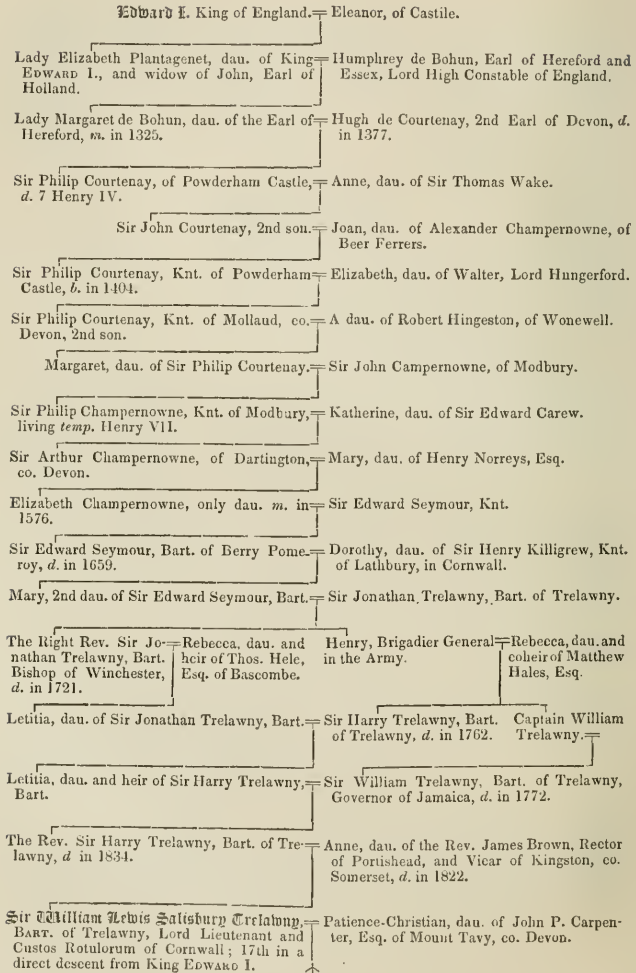 Edward I. King of England.
Eleanor, of Castile.
Lady Elizabeth Plantagenet, dau. of King
EDWARD I., and widow of John, Earl of
Holland.
Humphrey de Bohun, Earl of Hereford and
Essex, Lord High Constable of England.
Lady Margaret de Bohun, dau. of the Earl of
Hereford, m. in 1325.
Hugh de Courtenay, 2nd Earl of Devon, d.
in 1377.
Sir Philip Courtenay, of Powderham Castle,
d. 7 Henry IV.
Anne, dau. of Sir Thomas Wake.
Sir John Courtenay, 2nd son.
Joan, dau. of Alexander Champernowne, of
Beer Ferrers.
Sir Philip Courtenay, Knt. of Powderham
Castle, b. in 1404.
Elizabeth, dau. of Walter, Lord Hungerford.
Sir Philip Courtenay, Knt. of Mollaud, co.
Devon, 2nd son.
A dau. of Robert Hingeston, of Wonewell.
Margaret, dau. of Sir Philip Courtenay.
Sir John Campernowne, of Modbury.
Sir Philip Champernowne, Knt. of Modbury,
living temp. Henry VII.
Katherine, dau. of Sir Edward Carew.
Sir Arthur Champernowne, of Dartington,
co. Devon.
Mary, dau. of Henry Norreys, Esq.
Elizabeth Champernowne, only dau. m. in
1576.
Sir Edward Seymour, Knt.
Sir Edward Seymour, Bart. of Berry Pome-
roy, d. in 1659.
Dorothy, dau. of Sir Henry Killigrew, Knt.
of Lathbury, in Cornwall.
Mary, 2nd dau. of Sir Edward Seymour, Bart.
Sir Jonathan Trelawny, Bart. of Trelawny.
The Right Rev. Sir Jo-
nathan Trelawny, Bart.
Bishop of Winchester,
d. in 1721.
Rebecca, dau. and
heir of Thos. Hele,
Esq. of Bascombe.
Henry, Brigadier General
in the Army.
Rebecca, dau. and
coheir of Matthew
Hales, Esq.
Letitia, dau. of Sir Jonathan Trelawny, Bart.
Sir Harry Trelawny, Bart.
of Trelawny, d. in 1762.
Captain William
Trelawny.
Letitia, dau. and heir of Sir Harry Trelawny,
Bart.
Sir William Trelawny, Bart. of Trelawny,
Governor of Jamaica, d. in 1772.
The Rev. Sir Harry Trelawny, Bart. of Tre-
lawny, d in 1834.
Anne, dau. of the Rev. James Brown, Rector
of Portishead, and Vicar of Kingston, co.
Somerset, d. in 1822.
Sir William Lewis Salisbury Trelawny,
BART. of Trelawny, Lord Lieutenant and
Custos Rotulorum of Cornwall; 17th in a
direct descent from King EDWARD I.
Patience-Christian, dau. of John P. Carpen-
ter, Esq. of Mount Tavy, co. Devon.